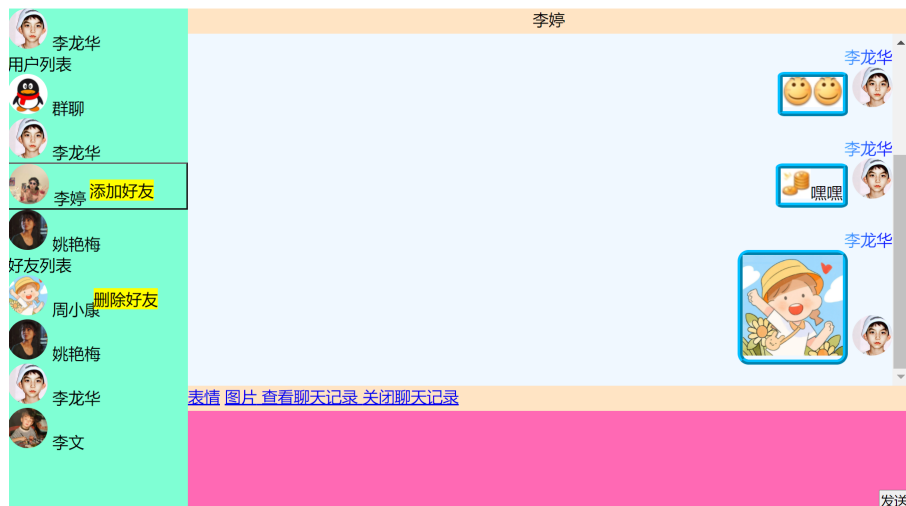 李龙华
用户列表
群聊
李龙华
李婷 添加好友
姚艳梅
好友列表
周小康 删除好友
姚艳梅
李龙华
李文
李婷
李龙华
李龙华
嘿嘿
李龙华
表情 图片 查看聊天记录 关闭聊天记录
发送